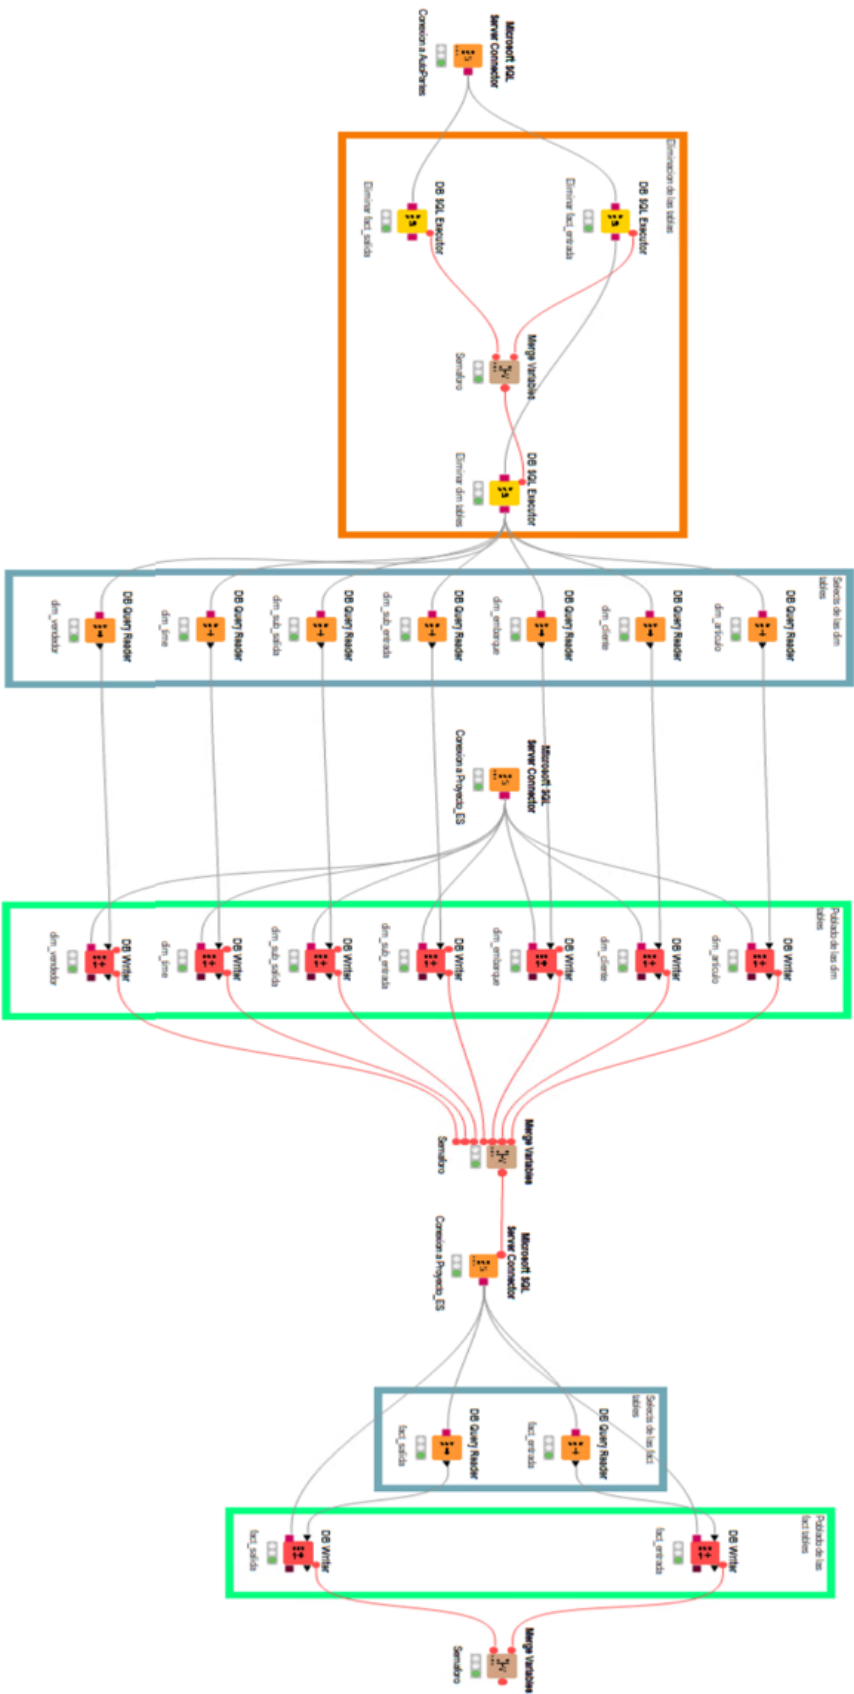 Microsoft SQL
Server Connector
Conexion a AutoPartes
Eliminacion de las tables
DB SQL Executor
Eliminar fact_entrada
DB SQL Executor
Eliminar fact_salida
Merge Variables
Semaforo
DB SQL Executor
Eliminar dim tables
Selects de las dim
tables
DB Query Reader
dim_articulo
DB Query Reader
dim_cliente
DB Query Reader
dim_embarque
DB Query Reader
dim_sub_entrada
DB Query Reader
dim_sub_salida
DB Query Reader
dim_time
DB Query Reader
dim_vendedor
Microsoft SQL
Server Connector
Conexion a Proyecto_ES
Poblado de las dim
tables
DB Writer
dim_articulo
DB Writer
dim_cliente
DB Writer
dim_embarque
DB Writer
dim_sub_entrada
DB Writer
dim_sub_salida
DB Writer
dim_time
DB Writer
dim_vendedor
Merge Variables
Semaforo
Microsoft SQL
Server Connector
Conexion a Proyecto_ES
Selects de las fact
tables
DB Query Reader
fact_entrada
DB Query Reader
fact_salida
Poblado de las
fact tables
DB Writer
fact_entrada
DB Writer
fact_salida
Merge Variables
Semaforo